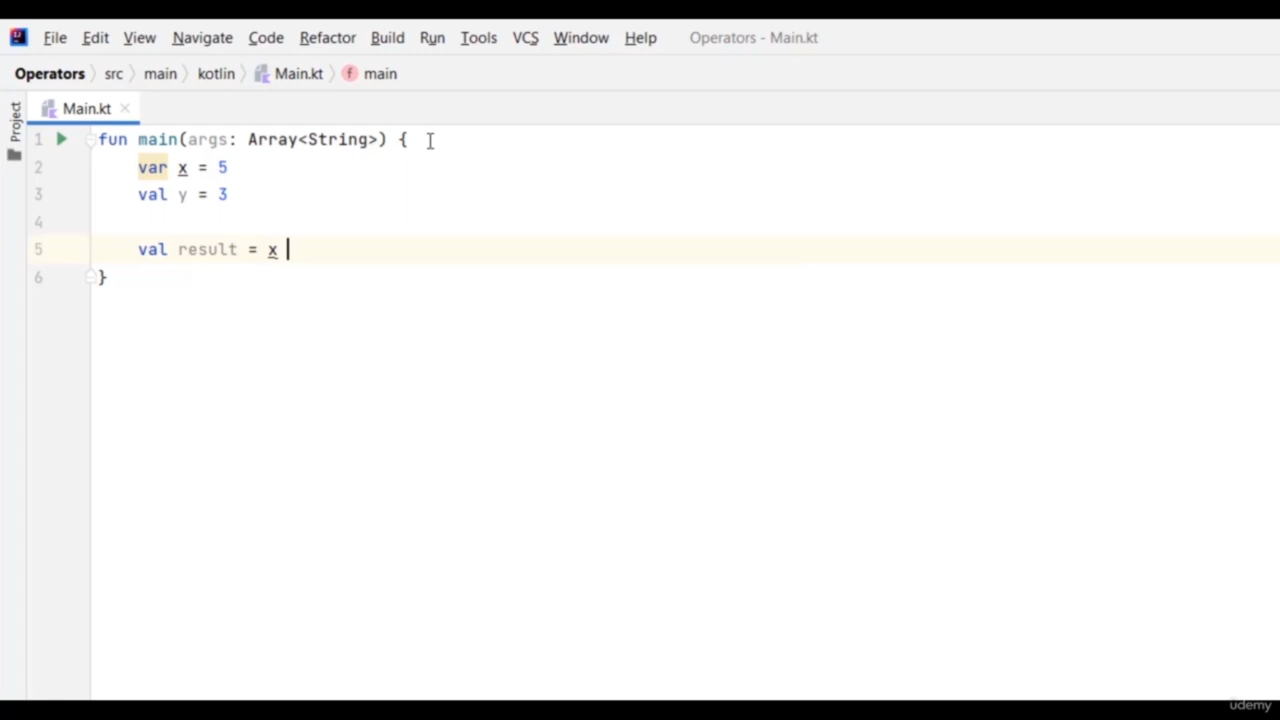 File Edit View Navigate Code Refactor Build Run Tools VCS Window Help Operators - Main.kt
Operators src main kotlin Main.kt f main
Main.kt
Project
1 fun main(args: Array<String>) {
2 var x = 5
3 val y = 3
4
5 val result = x
6 }
udemy